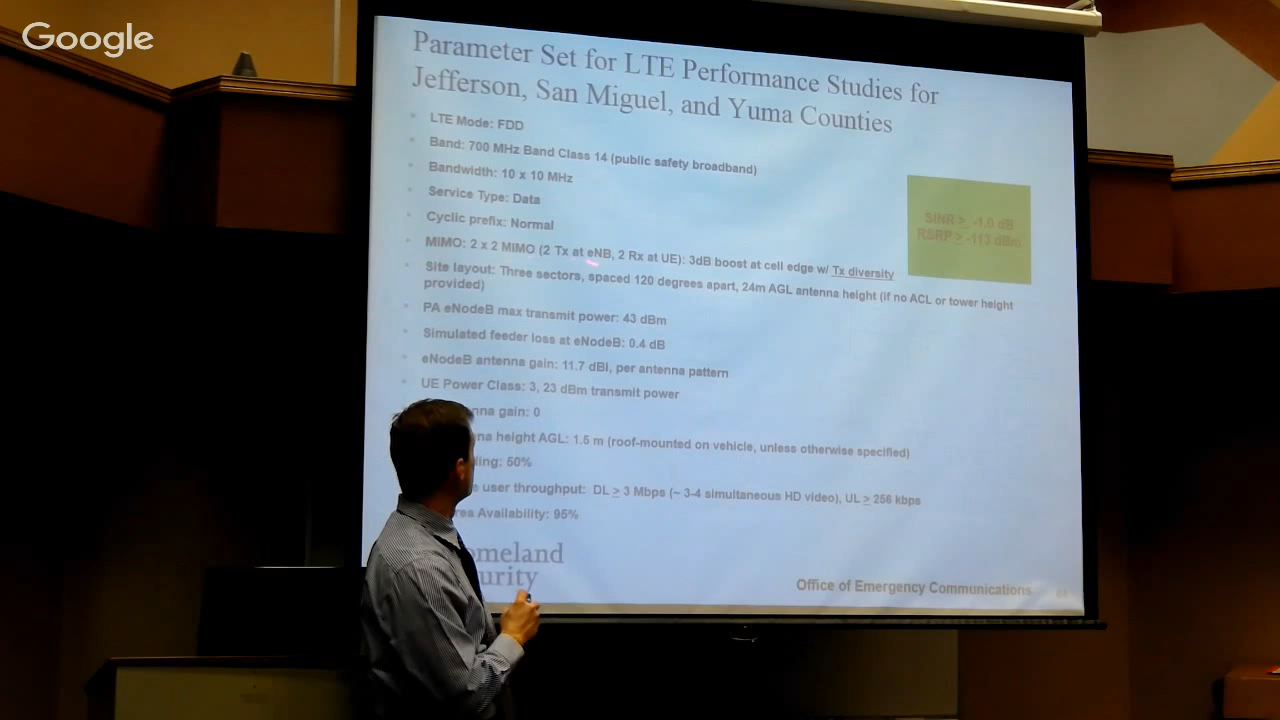 Google
Parameter Set for LTE Performance Studies for
Jefferson, San Miguel, and Yuma Counties
LTE Mode: FDD
Band: 700 MHz Band Class 14 (public safety broadband)
Bandwidth: 10 x 10 MHz
Service Type: Data
Cyclic prefix: Normal
MIMO: 2 x 2 MIMO (2 Tx at eNB, 2 Rx at UE): 3dB boost at cell edge w/ Tx diversity
Site layout: Three sectors, spaced 120 degrees apart, 24m AGL antenna height (if no ACL or tower height
provided)
PA eNodeB max transmit power: 43 dBm
Simulated feeder loss at eNodeB: 0.4 dB
eNodeB antenna gain: 11.7 dBi, per antenna pattern
UE Power Class: 3, 23 dBm transmit power
nna gain: 0
na height AGL: 1.5 m (roof-mounted on vehicle, unless otherwise specified)
ling: 50%
user throughput: DL ≥ 3 Mbps (~ 3-4 simultaneous HD video), UL ≥ 256 kbps
rea Availability: 95%
SINR ≥ -1.0 dB
RSRP ≥ -113 dBm
omeland
urity
Office of Emergency Communications